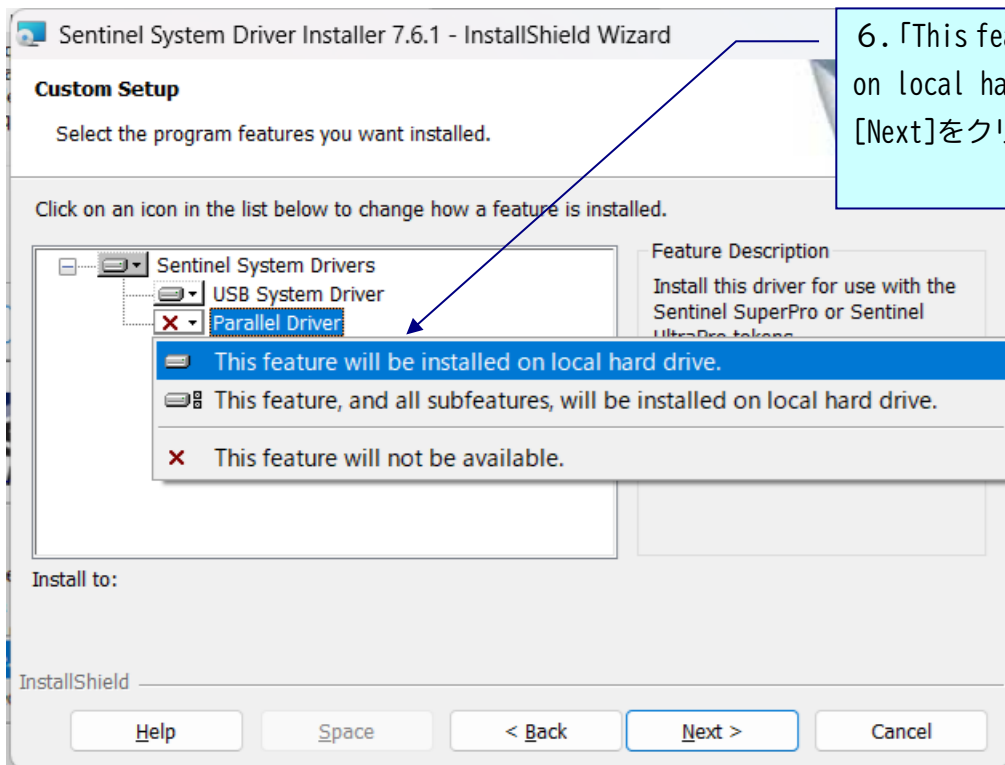 Sentinel System Driver Installer 7.6.1 - InstallShield Wizard
6.「This fea
on local ha
[Next]をクリ
Custom Setup
Select the program features you want installed.
Click on an icon in the list below to change how a feature is installed.
Sentinel System Drivers
USB System Driver
Parallel Driver
Feature Description
Install this driver for use with the
Sentinel SuperPro or Sentinel
UltraPro tokens.
This feature will be installed on local hard drive.
This feature, and all subfeatures, will be installed on local hard drive.
This feature will not be available.
Install to:
InstallShield
Help
Space
< Back
Next >
Cancel